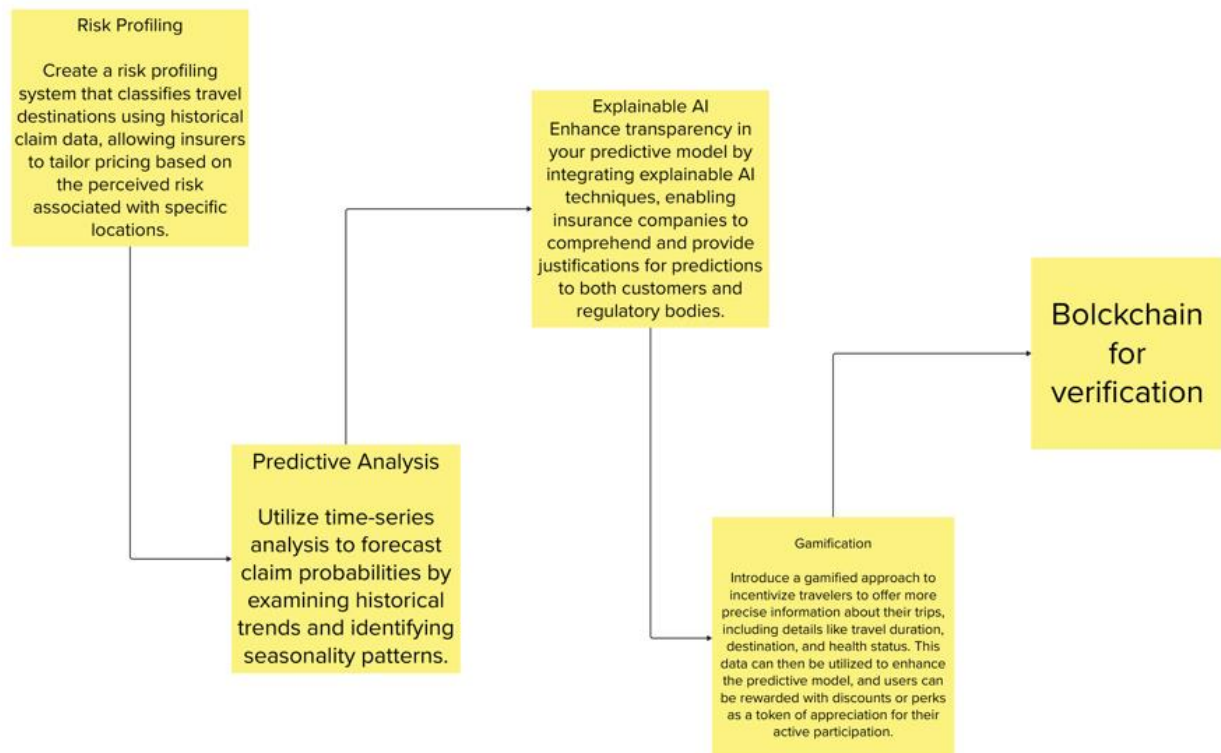 Risk Profiling
Create a risk profiling
system that classifies travel
destinations using historical
claim data, allowing insurers
to tailor pricing based on
the perceived risk
associated with specific
locations.
Predictive Analysis
Utilize time-series
analysis to forecast
claim probabilities by
examining historical
trends and identifying
seasonality patterns.
Explainable AI
Enhance transparency in
your predictive model by
integrating explainable AI
techniques, enabling
insurance companies to
comprehend and provide
justifications for predictions
to both customers and
regulatory bodies.
Gamification
Introduce a gamified approach to
incentivize travelers to offer more
precise information about their trips,
including details like travel duration,
destination, and health status. This
data can then be utilized to enhance
the predictive model, and users can
be rewarded with discounts or perks
as a token of appreciation for their
active participation.
Bolckchain
for
verification